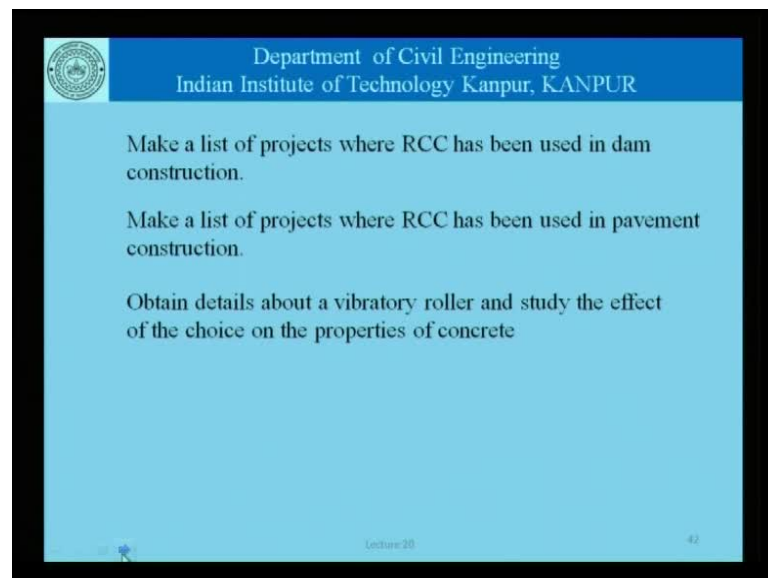 Department of Civil Engineering
Indian Institute of Technology Kanpur, KANPUR
Make a list of projects where RCC has been used in dam
construction.
Make a list of projects where RCC has been used in pavement
construction.
Obtain details about a vibratory roller and study the effect
of the choice on the properties of concrete
Lecture 20
42